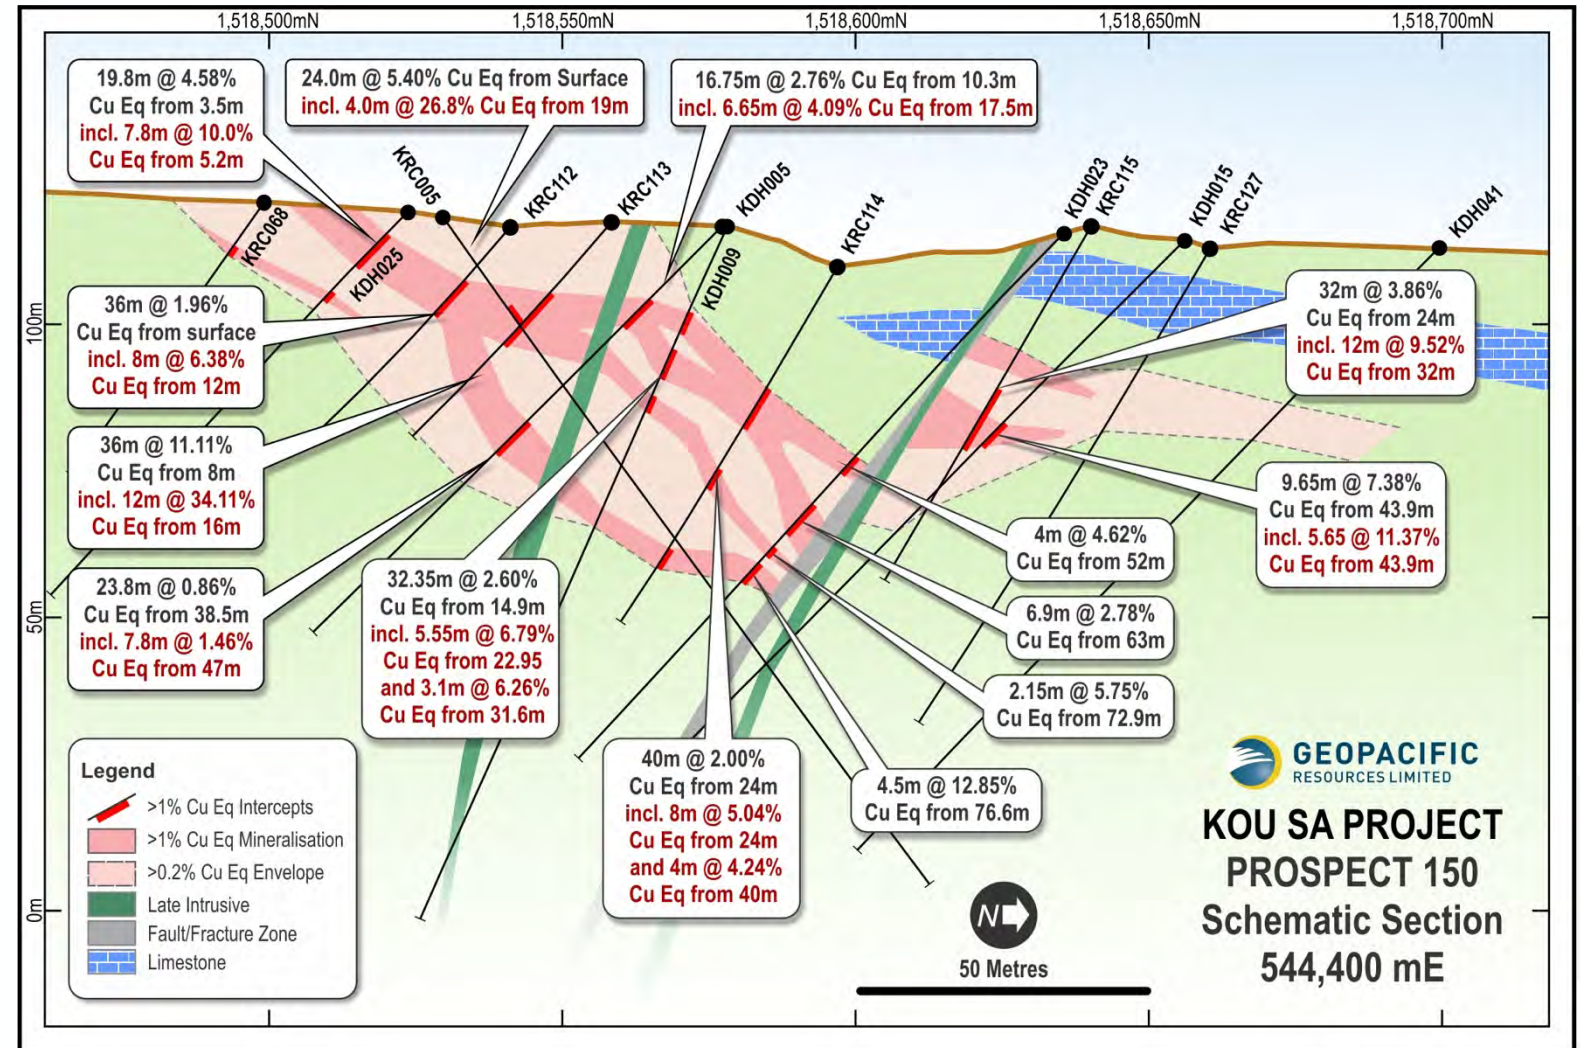 1,518,500mN
1,518,550mN
1,518,600mN
1,518,650mN
1,518,700mN
19.8m @ 4.58%
Cu Eq from 3.5m
incl. 7.8m @ 10.0%
Cu Eq from 5.2m
24.0m @ 5.40% Cu Eq from Surface
incl. 4.0m @ 26.8% Cu Eq from 19m
16.75m @ 2.76% Cu Eq from 10.3m
incl. 6.65m @ 4.09% Cu Eq from 17.5m
KRC068
KDH025
KRC005
KRC112
KRC113
KDH005
KDH009
KRC114
KDH023
KRC115
KDH015
KRC127
KDH041
100m
50m
0m
36m @ 1.96%
Cu Eq from surface
incl. 8m @ 6.38%
Cu Eq from 12m
36m @ 11.11%
Cu Eq from 8m
incl. 12m @ 34.11%
Cu Eq from 16m
23.8m @ 0.86%
Cu Eq from 38.5m
incl. 7.8m @ 1.46%
Cu Eq from 47m
32.35m @ 2.60%
Cu Eq from 14.9m
incl. 5.55m @ 6.79%
Cu Eq from 22.95
and 3.1m @ 6.26%
Cu Eq from 31.6m
40m @ 2.00%
Cu Eq from 24m
incl. 8m @ 5.04%
Cu Eq from 24m
and 4m @ 4.24%
Cu Eq from 40m
32m @ 3.86%
Cu Eq from 24m
incl. 12m @ 9.52%
Cu Eq from 32m
9.65m @ 7.38%
Cu Eq from 43.9m
incl. 5.65 @ 11.37%
Cu Eq from 43.9m
4m @ 4.62%
Cu Eq from 52m
6.9m @ 2.78%
Cu Eq from 63m
2.15m @ 5.75%
Cu Eq from 72.9m
4.5m @ 12.85%
Cu Eq from 76.6m
Legend
>1% Cu Eq Intercepts
>1% Cu Eq Mineralisation
>0.2% Cu Eq Envelope
Late Intrusive
Fault/Fracture Zone
Limestone
N
50 Metres
GEOPACIFIC
RESOURCES LIMITED
KOU SA PROJECT
PROSPECT 150
Schematic Section
544,400 mE